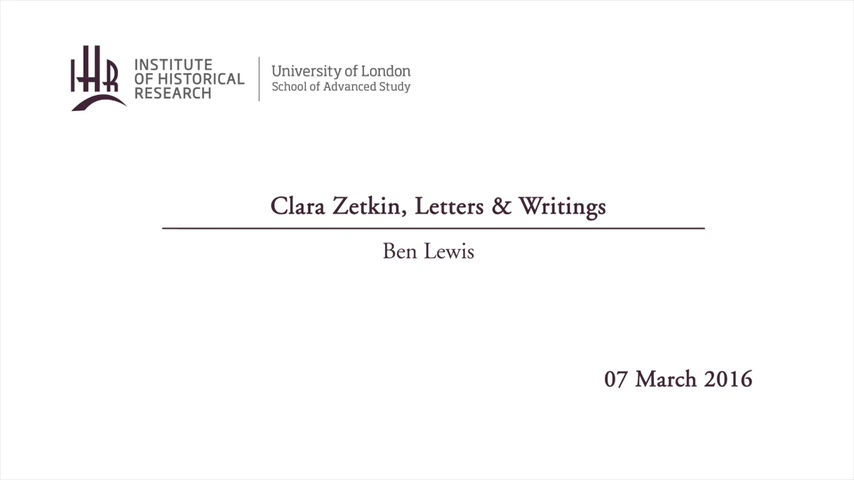 IHR
INSTITUTE
OF HISTORICAL
RESEARCH
University of London
School of Advanced Study
Clara Zetkin, Letters & Writings
Ben Lewis
07 March 2016